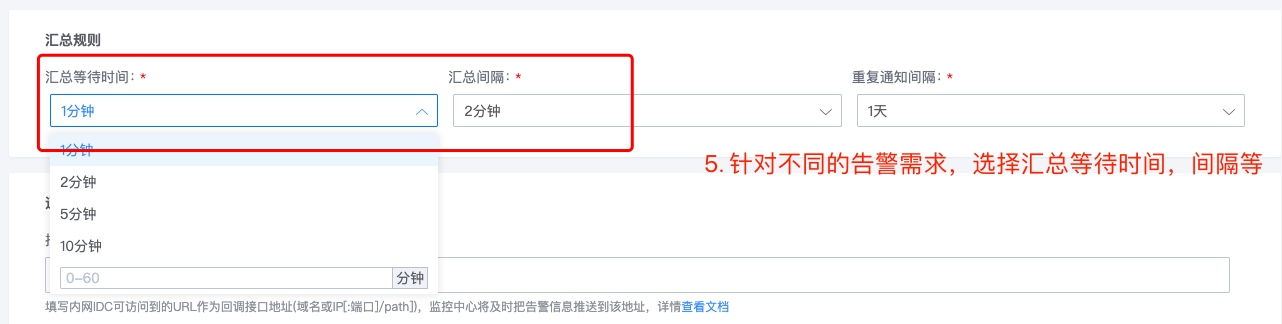 汇总规则
汇总等待时间：* 汇总间隔：* 重复通知间隔：*
1分钟 2分钟 1天
1分钟
5. 针对不同的告警需求，选择汇总等待时间，间隔等
2分钟
5分钟
10分钟
0-60 分钟
填写内网IDC可访问到的URL作为回调接口地址(域名或IP[:端口]/path])，监控中心将及时把告警信息推送到该地址，详情查看文档